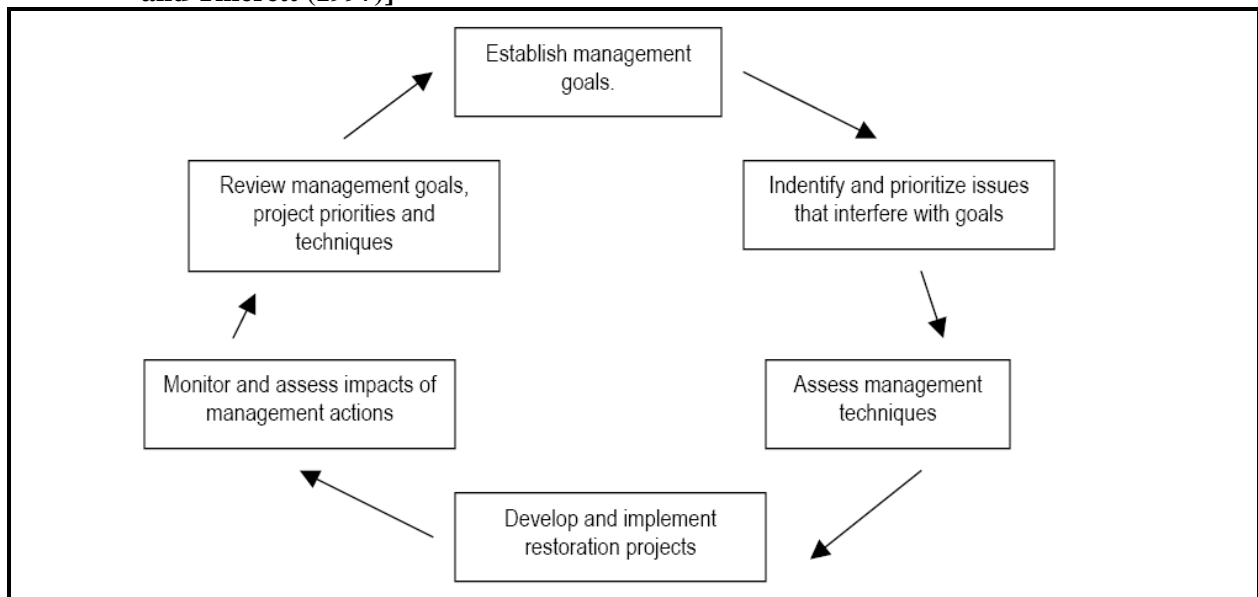 (1997)]
Establish management
goals.
Indentify and prioritize issues
that interfere with goals
Assess management
techniques
Develop and implement
restoration projects
Monitor and assess impacts of
management actions
Review management goals,
project priorities and
techniques